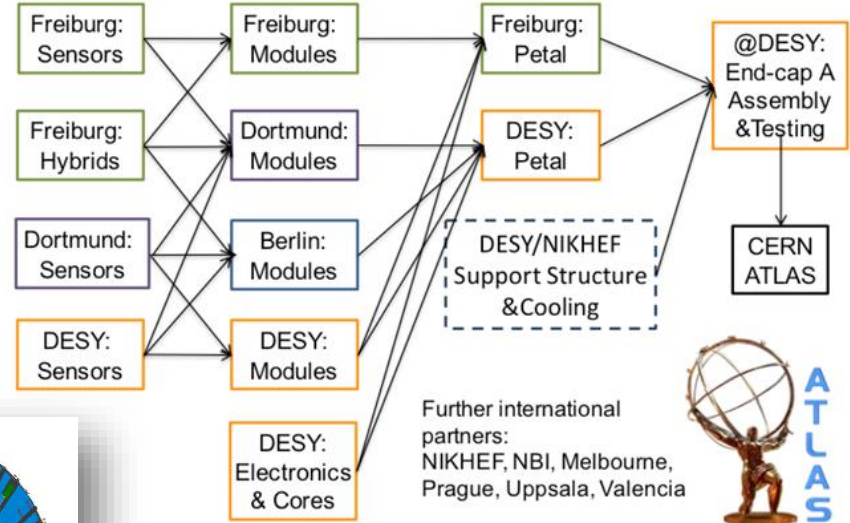 Freiburg:
Sensors
Freiburg:
Modules
Freiburg:
Petal
@DESY:
End-cap A
Assembly
&Testing
Freiburg:
Hybrids
Dortmund:
Modules
DESY:
Petal
Dortmund:
Sensors
Berlin:
Modules
DESY/NIKHEF
Support Structure
&Cooling
CERN
ATLAS
DESY:
Sensors
DESY:
Modules
DESY:
Electronics
& Cores
Further international
partners:
NIKHEF, NBI, Melbourne,
Prague, Uppsala, Valencia
ATLAS